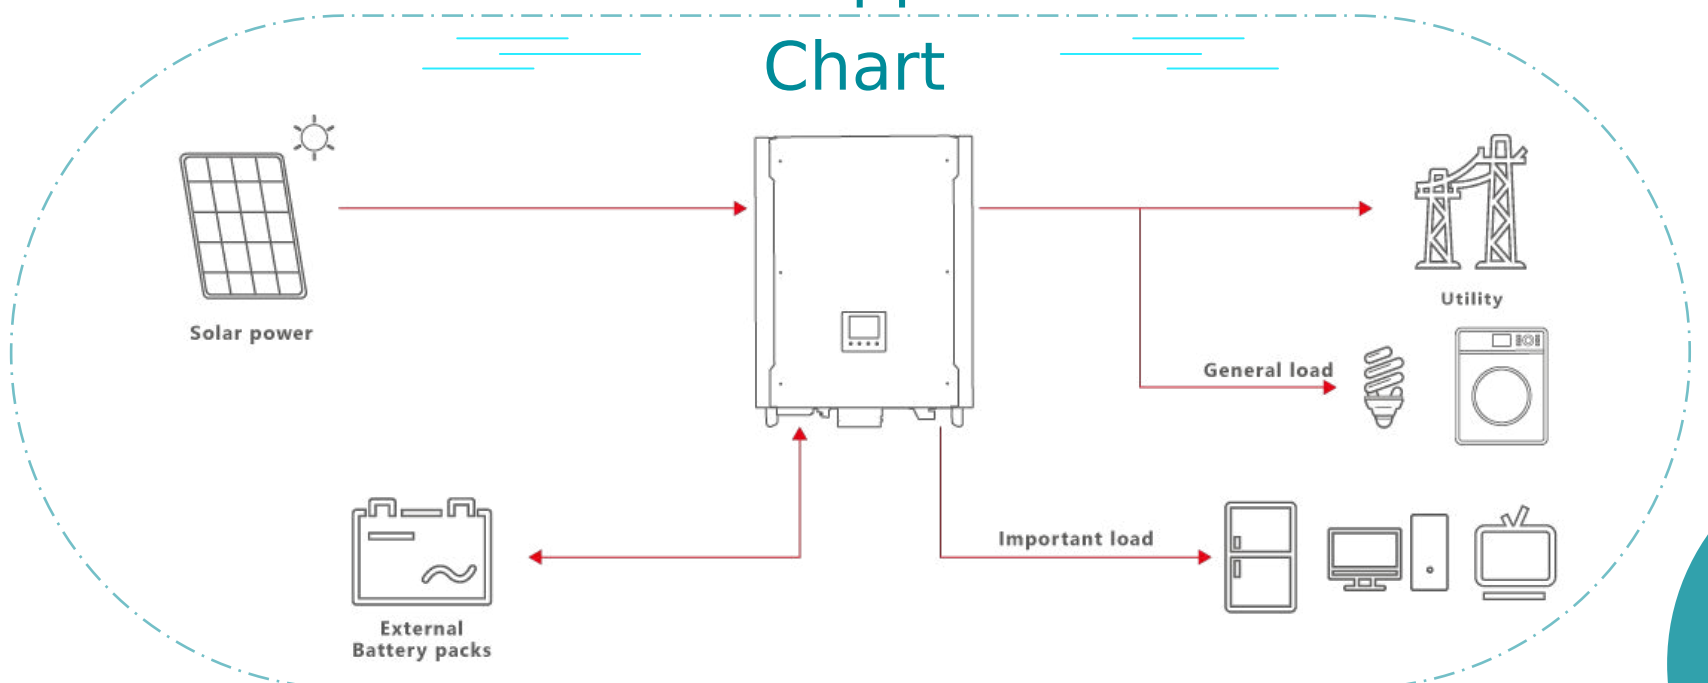 Chart
Solar power
Utility
General load
Important load
External
Battery packs